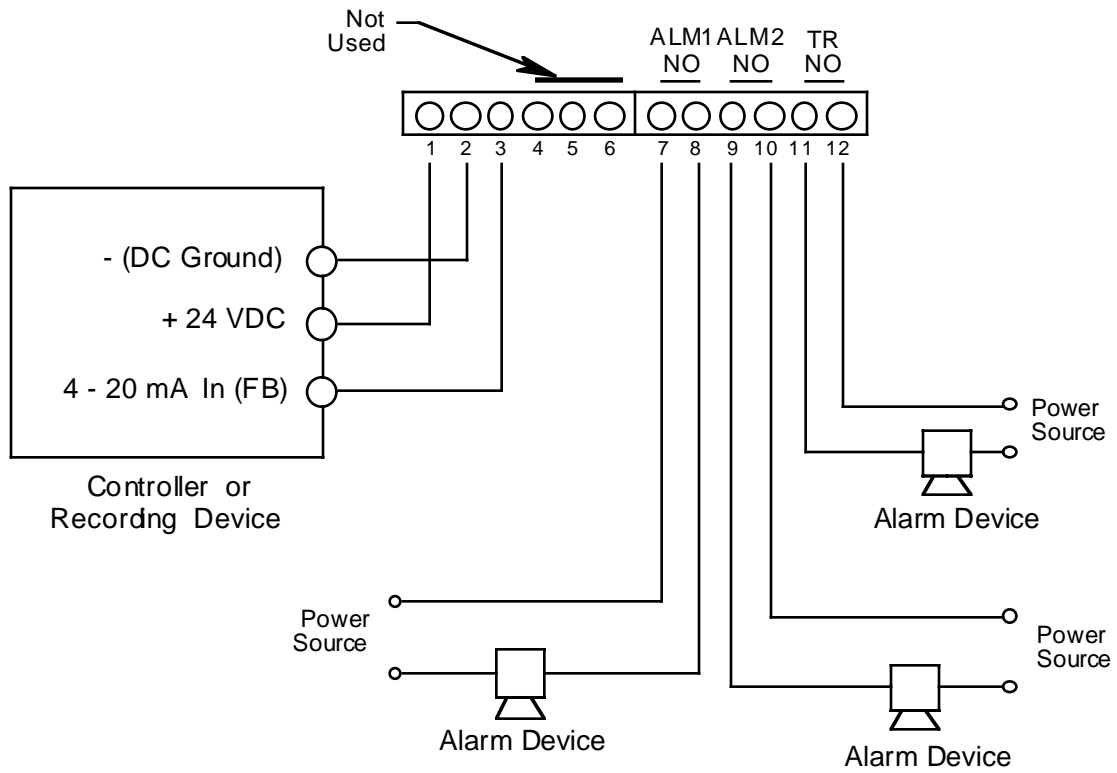 Not
Used
ALM1 ALM2 TR
NO NO NO
1 2 3 4 5 6 7 8 9 10 11 12
- (DC Ground)
+ 24 VDC
4 - 20 mA In (FB)
Controller or
Recording Device
Power
Source
Alarm Device
Power
Source
Alarm Device
Power
Source
Alarm Device